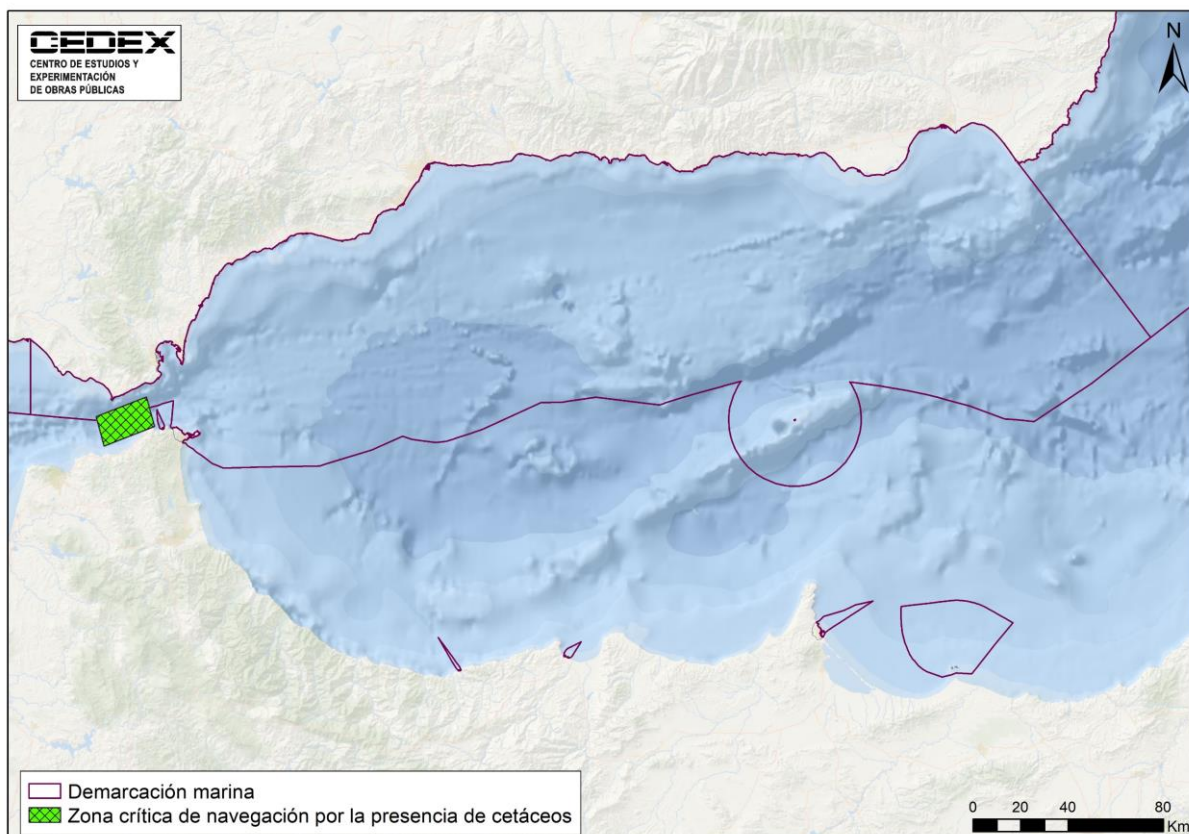 CEDEX
CENTRO DE ESTUDIOS Y
EXPERIMENTACIÓN
DE OBRAS PÚBLICAS
N
Demarcación marina
Zona crítica de navegación por la presencia de cetáceos
0 20 40 80
Km